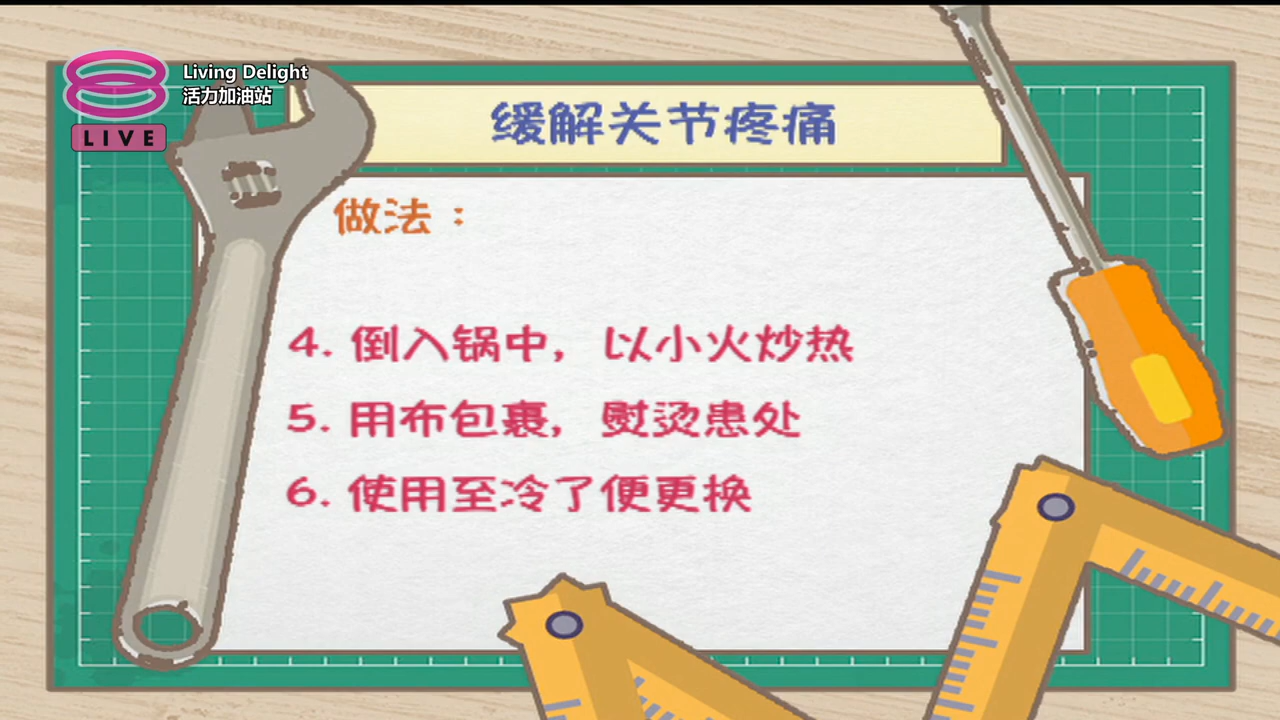 Living Delight
活力加油站
LIVE
缓解关节疼痛
做法：
4. 倒入锅中，以小火炒热
5. 用布包裹，熨烫患处
6. 使用至冷了便更换